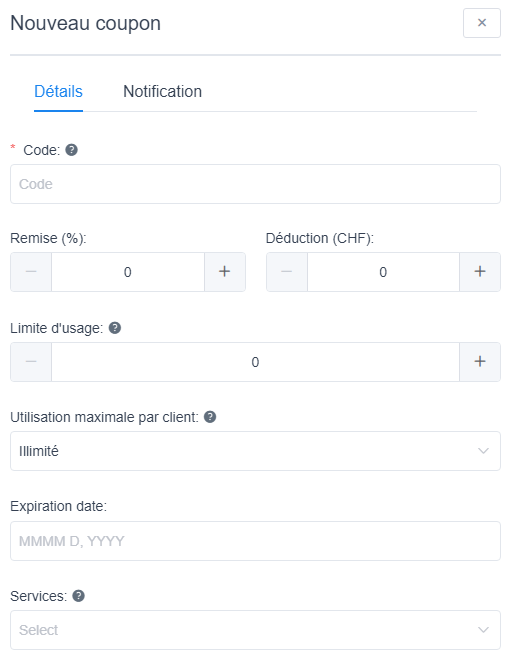 Nouveau coupon
Détails Notification
* Code:
Code
Remise (%): Déduction (CHF):
0 0
Limite d'usage:
0
Utilisation maximale par client:
Illimité
Expiration date:
MMMM D, YYYY
Services:
Select